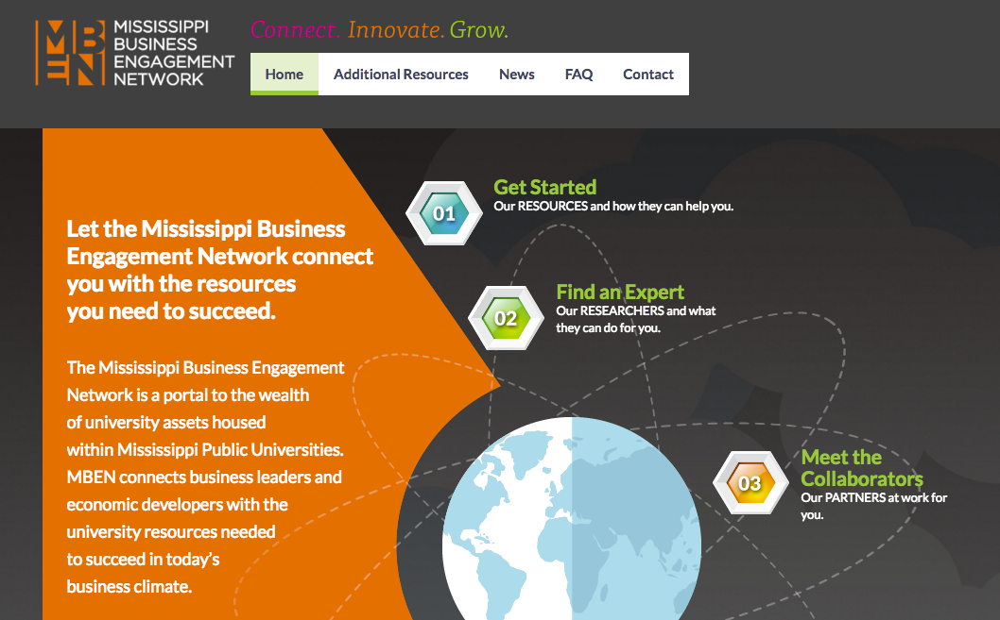 MBEN
MISSISSIPPI
BUSINESS
ENGAGEMENT
NETWORK
Connect. Innovate. Grow.
Home Additional Resources News FAQ Contact
Let the Mississippi Business
Engagement Network connect
you with the resources
you need to succeed.
The Mississippi Business Engagement
Network is a portal to the wealth
of university assets housed
within Mississippi Public Universities.
MBEN connects business leaders and
economic developers with the
university resources needed
to succeed in today’s
business climate.
01
Get Started
Our RESOURCES and how they can help you.
02
Find an Expert
Our RESEARCHERS and what
they can do for you.
03
Meet the
Collaborators
Our PARTNERS at work for
you.